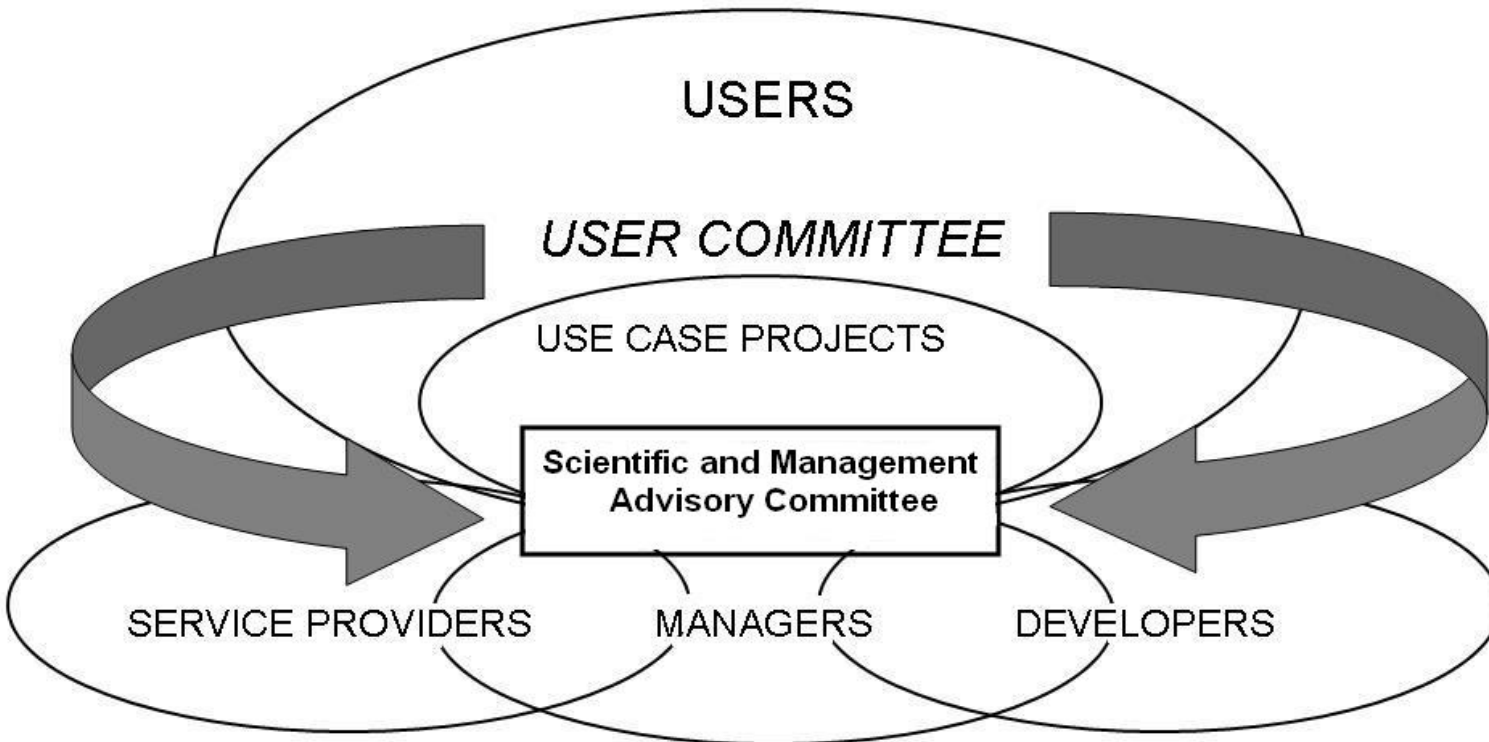 USERS
USER COMMITTEE
USE CASE PROJECTS
Scientific and Management
Advisory Committee
SERVICE PROVIDERS
MANAGERS
DEVELOPERS